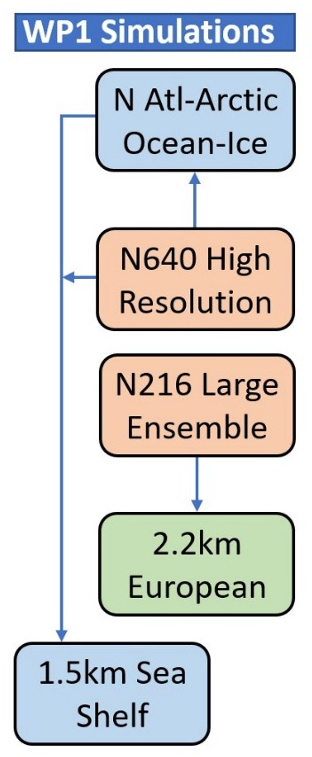 WP1 Simulations
N Atl-Arctic
Ocean-Ice
N640 High
Resolution
N216 Large
Ensemble
2.2km
European
1.5km Sea
Shelf